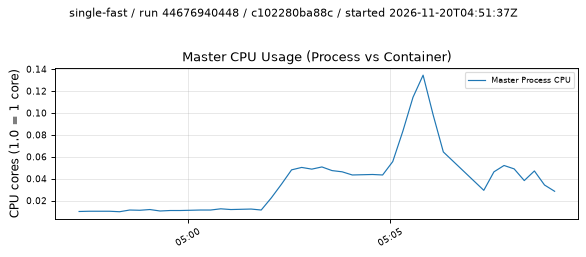 single-fast / run 44676940448 / c102280ba88c / started 2026-11-20T04:51:37Z
Master CPU Usage (Process vs Container)
Master Process CPU
CPU cores (1.0 = 1 core)
0.14
0.12
0.10
0.08
0.06
0.04
0.02
05:00
05:05